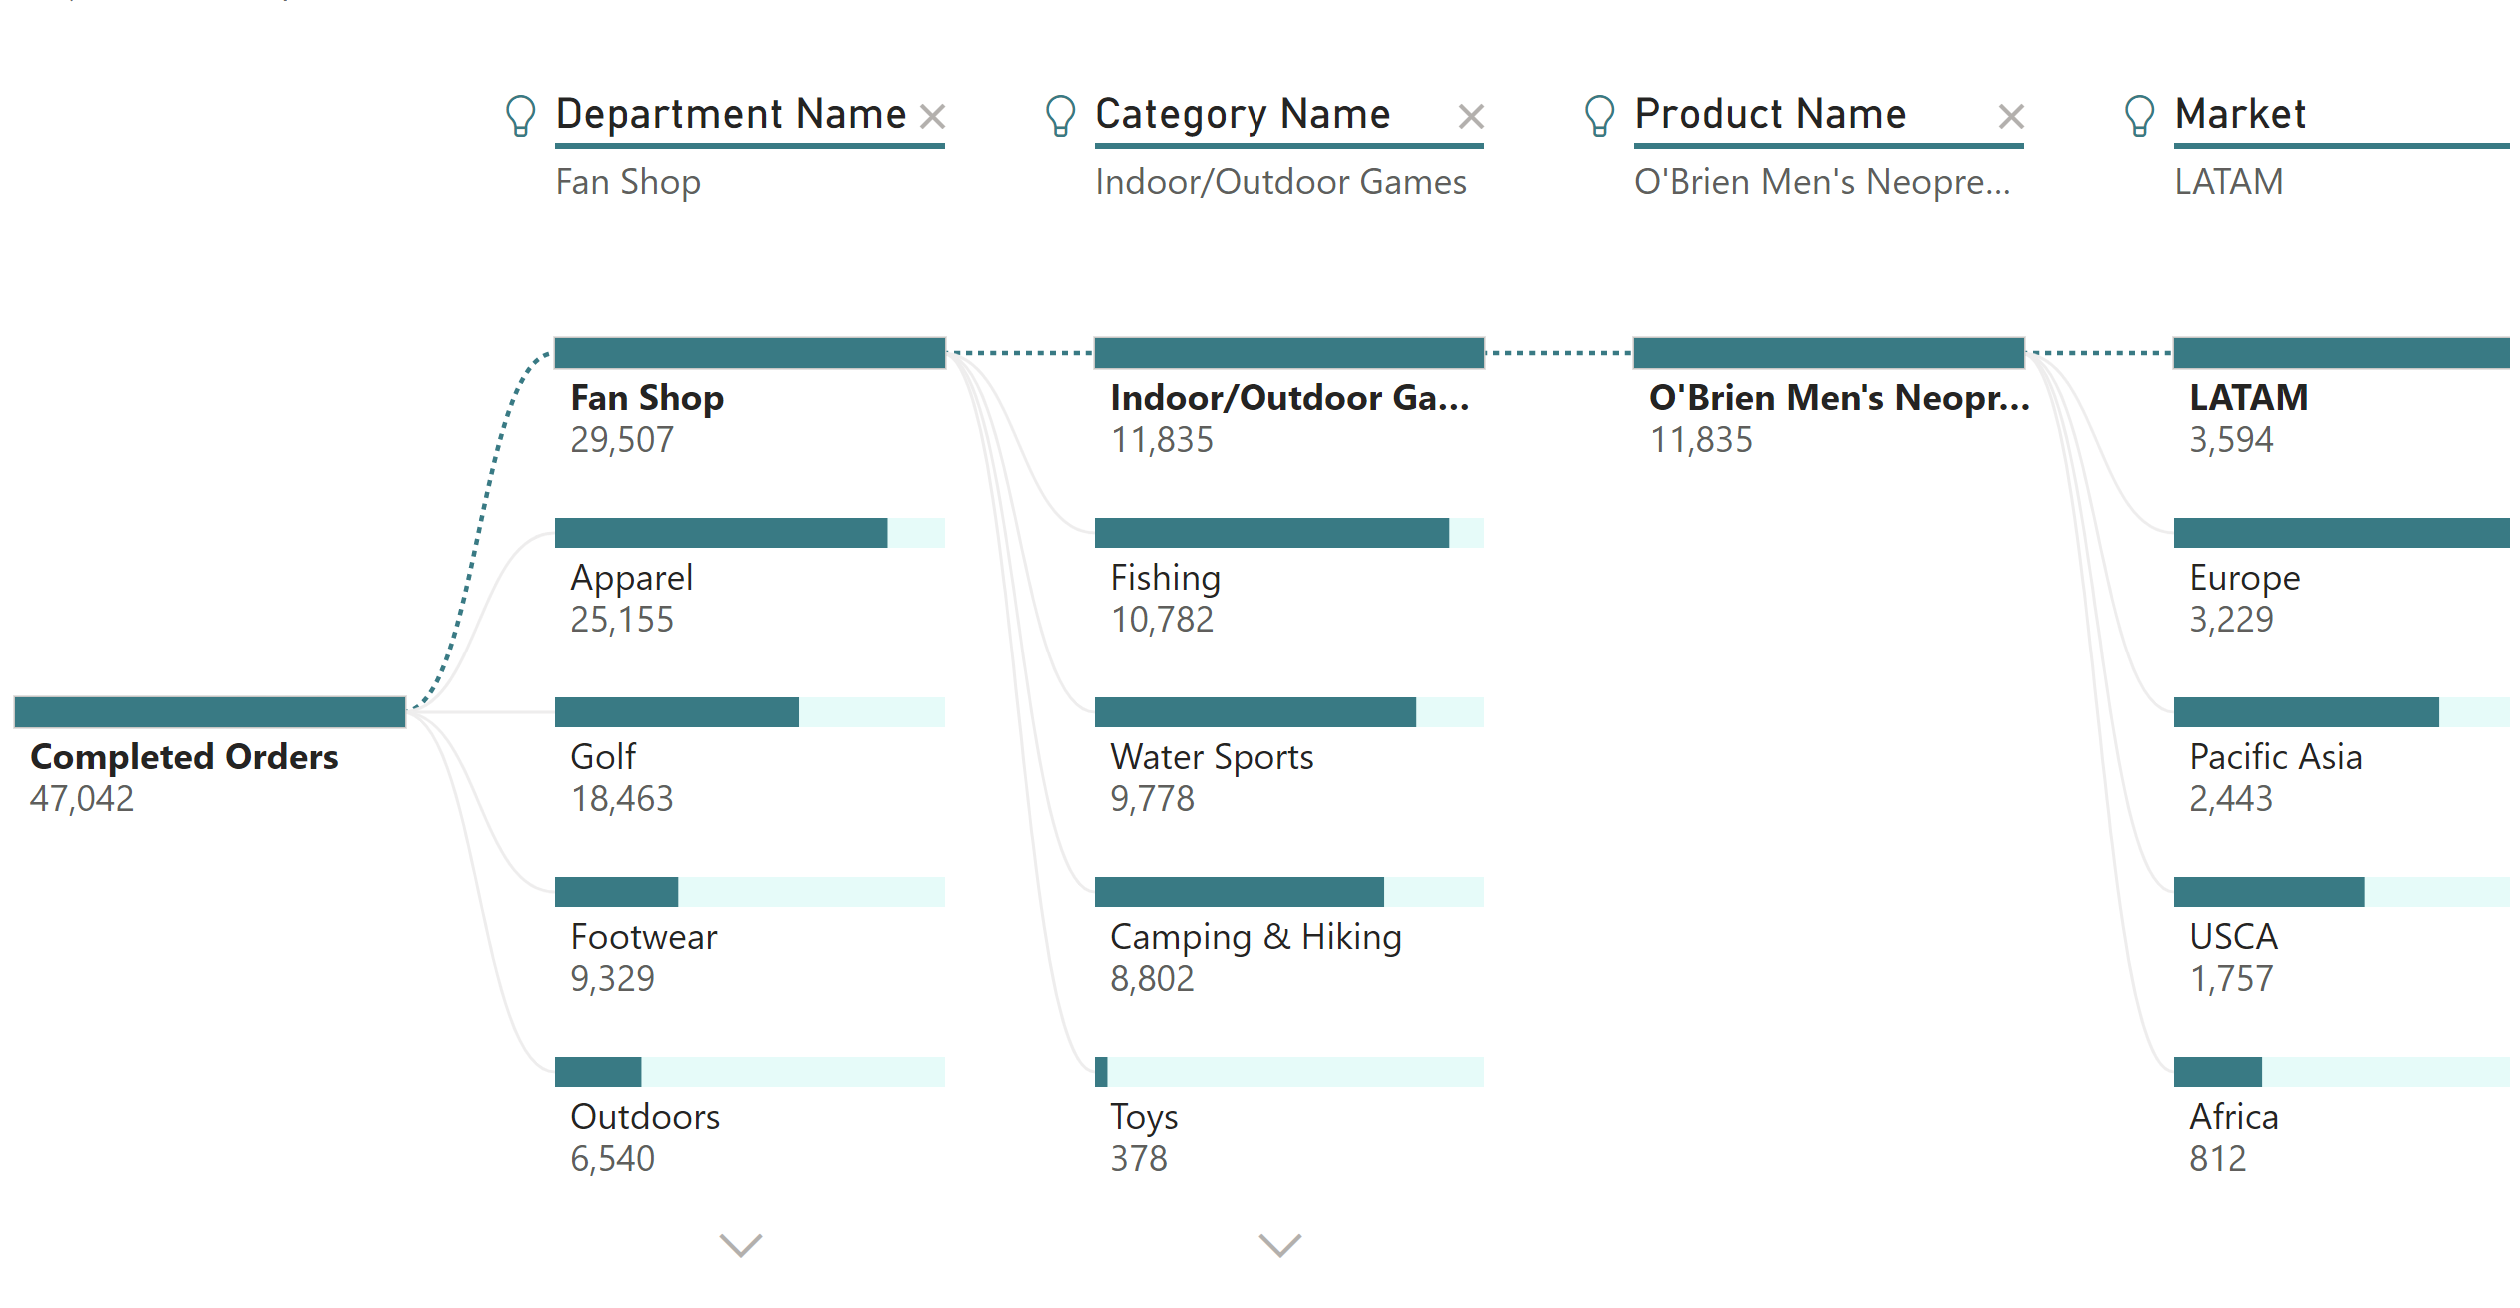 Department Name
Fan Shop
Category Name
Indoor/Outdoor Games
Product Name
O'Brien Men's Neopre...
Market
LATAM
Completed Orders
47,042
Fan Shop
29,507
Apparel
25,155
Golf
18,463
Footwear
9,329
Outdoors
6,540
Indoor/Outdoor Ga...
11,835
Fishing
10,782
Water Sports
9,778
Camping & Hiking
8,802
Toys
378
O'Brien Men's Neopr...
11,835
LATAM
3,594
Europe
3,229
Pacific Asia
2,443
USCA
1,757
Africa
812